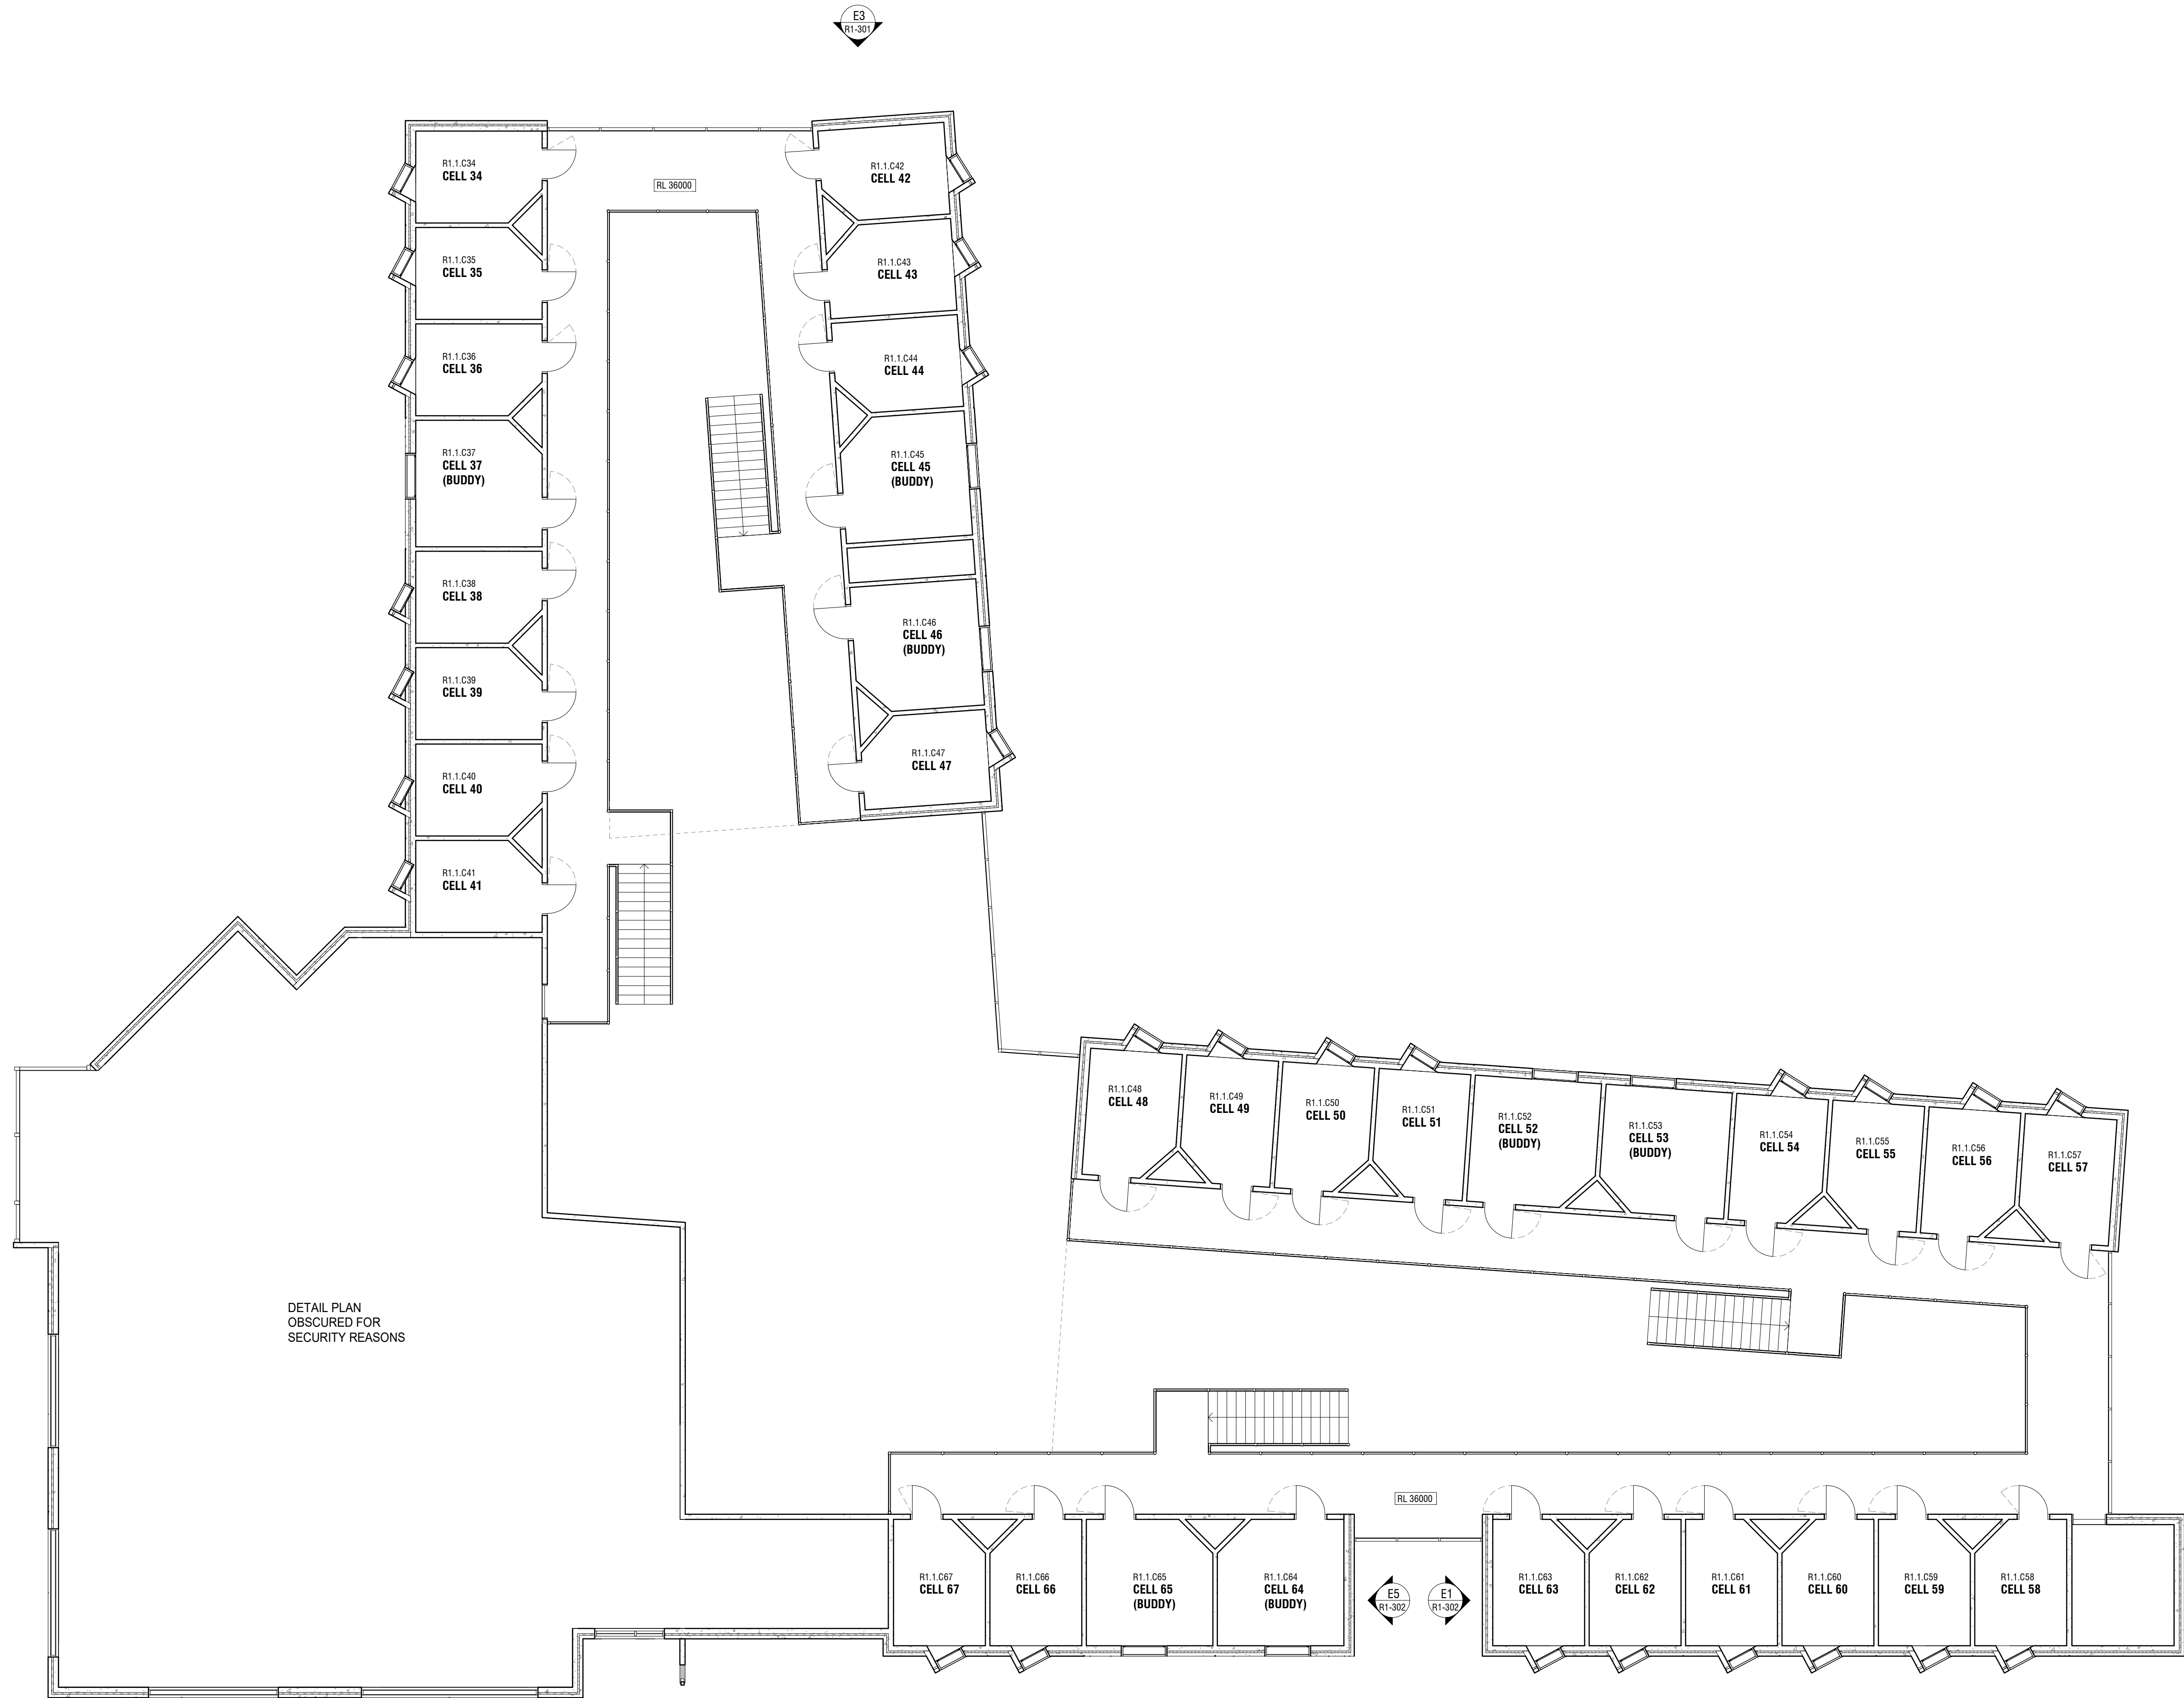 E3
R1-301
R1.1.C34
CELL 34
RL 36000
R1.1.C42
CELL 42
R1.1.C35
CELL 35
R1.1.C43
CELL 43
R1.1.C36
CELL 36
R1.1.C44
CELL 44
R1.1.C37
CELL 37
(BUDDY)
R1.1.C45
CELL 45
(BUDDY)
R1.1.C38
CELL 38
R1.1.C46
CELL 46
(BUDDY)
R1.1.C39
CELL 39
R1.1.C47
CELL 47
R1.1.C40
CELL 40
R1.1.C41
CELL 41
R1.1.C48
CELL 48
R1.1.C49
CELL 49
R1.1.C50
CELL 50
R1.1.C51
CELL 51
R1.1.C52
CELL 52
(BUDDY)
R1.1.C53
CELL 53
(BUDDY)
R1.1.C54
CELL 54
R1.1.C55
CELL 55
R1.1.C56
CELL 56
R1.1.C57
CELL 57
DETAIL PLAN
OBSCURED FOR
SECURITY REASONS
RL 36000
R1.1.C67
CELL 67
R1.1.C66
CELL 66
R1.1.C65
CELL 65
(BUDDY)
R1.1.C64
CELL 64
(BUDDY)
E5
R1-302
E1
R1-302
R1.1.C63
CELL 63
R1.1.C62
CELL 62
R1.1.C61
CELL 61
R1.1.C60
CELL 60
R1.1.C59
CELL 59
R1.1.C58
CELL 58